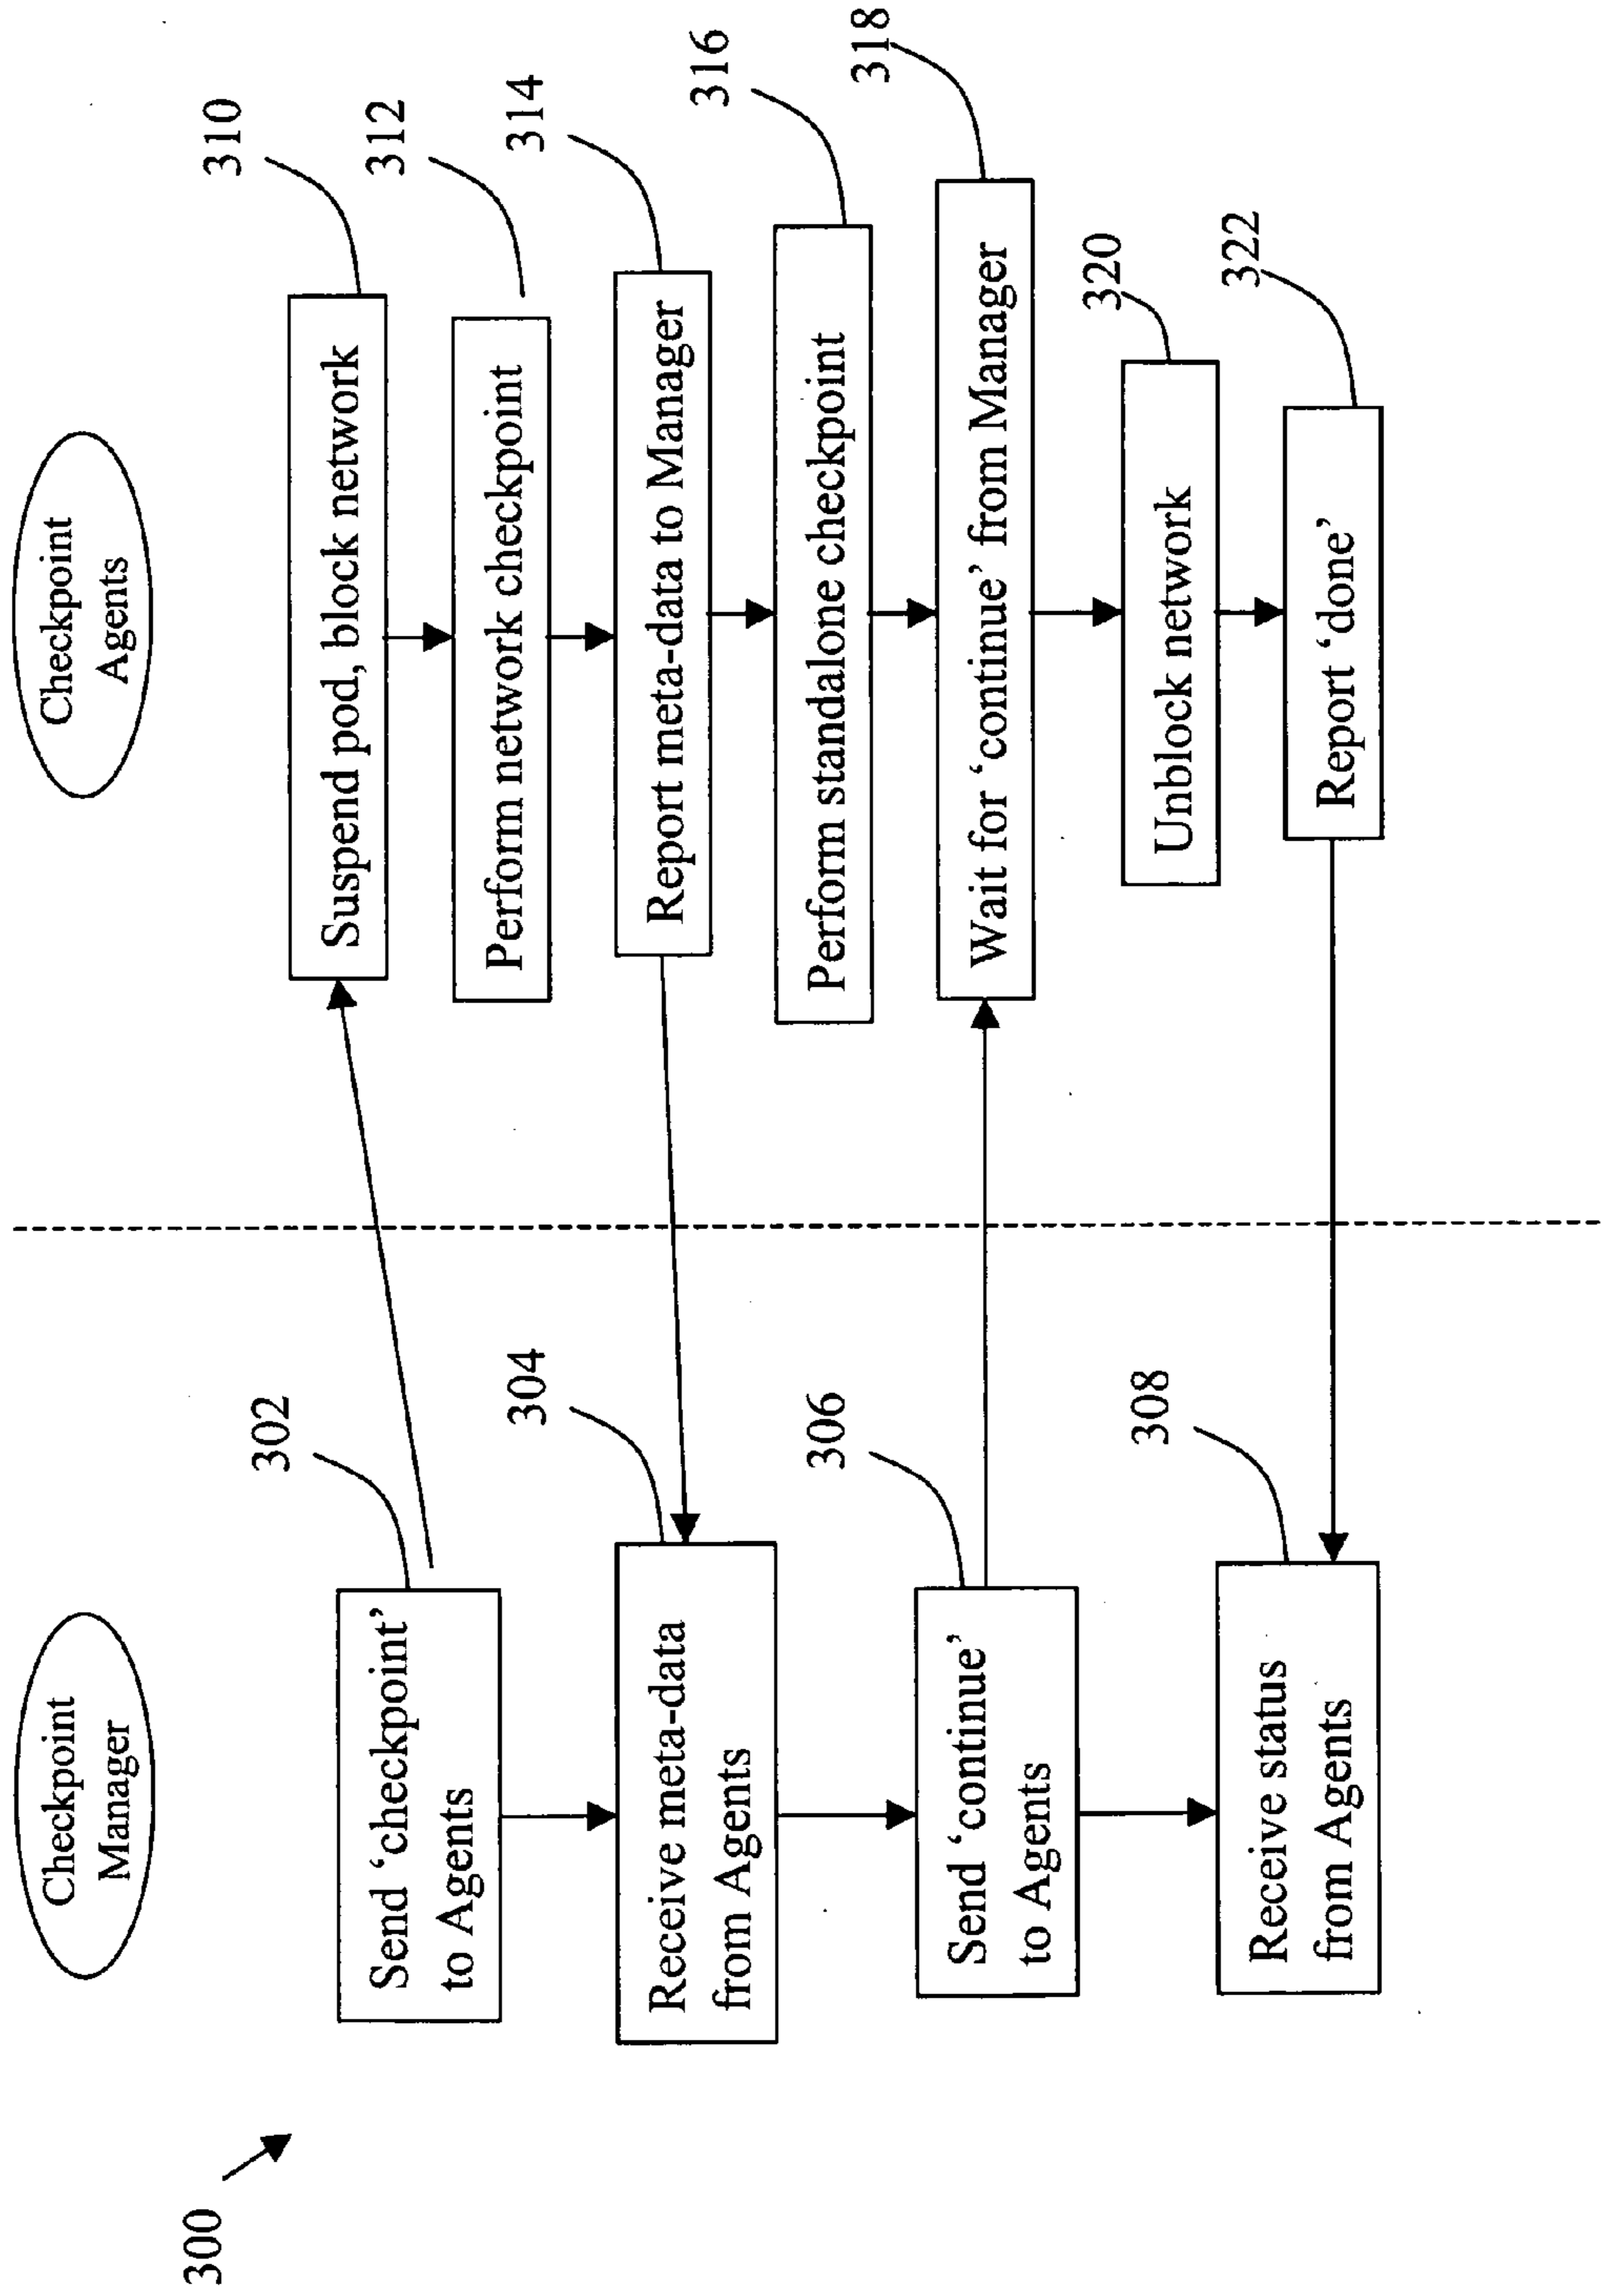 300
Checkpoint
Manager
302
Send ‘checkpoint’
to Agents
304
Receive meta-data
from Agents
306
Send ‘continue’
to Agents
308
Receive status
from Agents
Checkpoint
Agents
310
Suspend pod, block network
312
Perform network checkpoint
314
Report meta-data to Manager
316
Perform standalone checkpoint
318
Wait for ‘continue’ from Manager
320
Unblock network
322
Report ‘done’